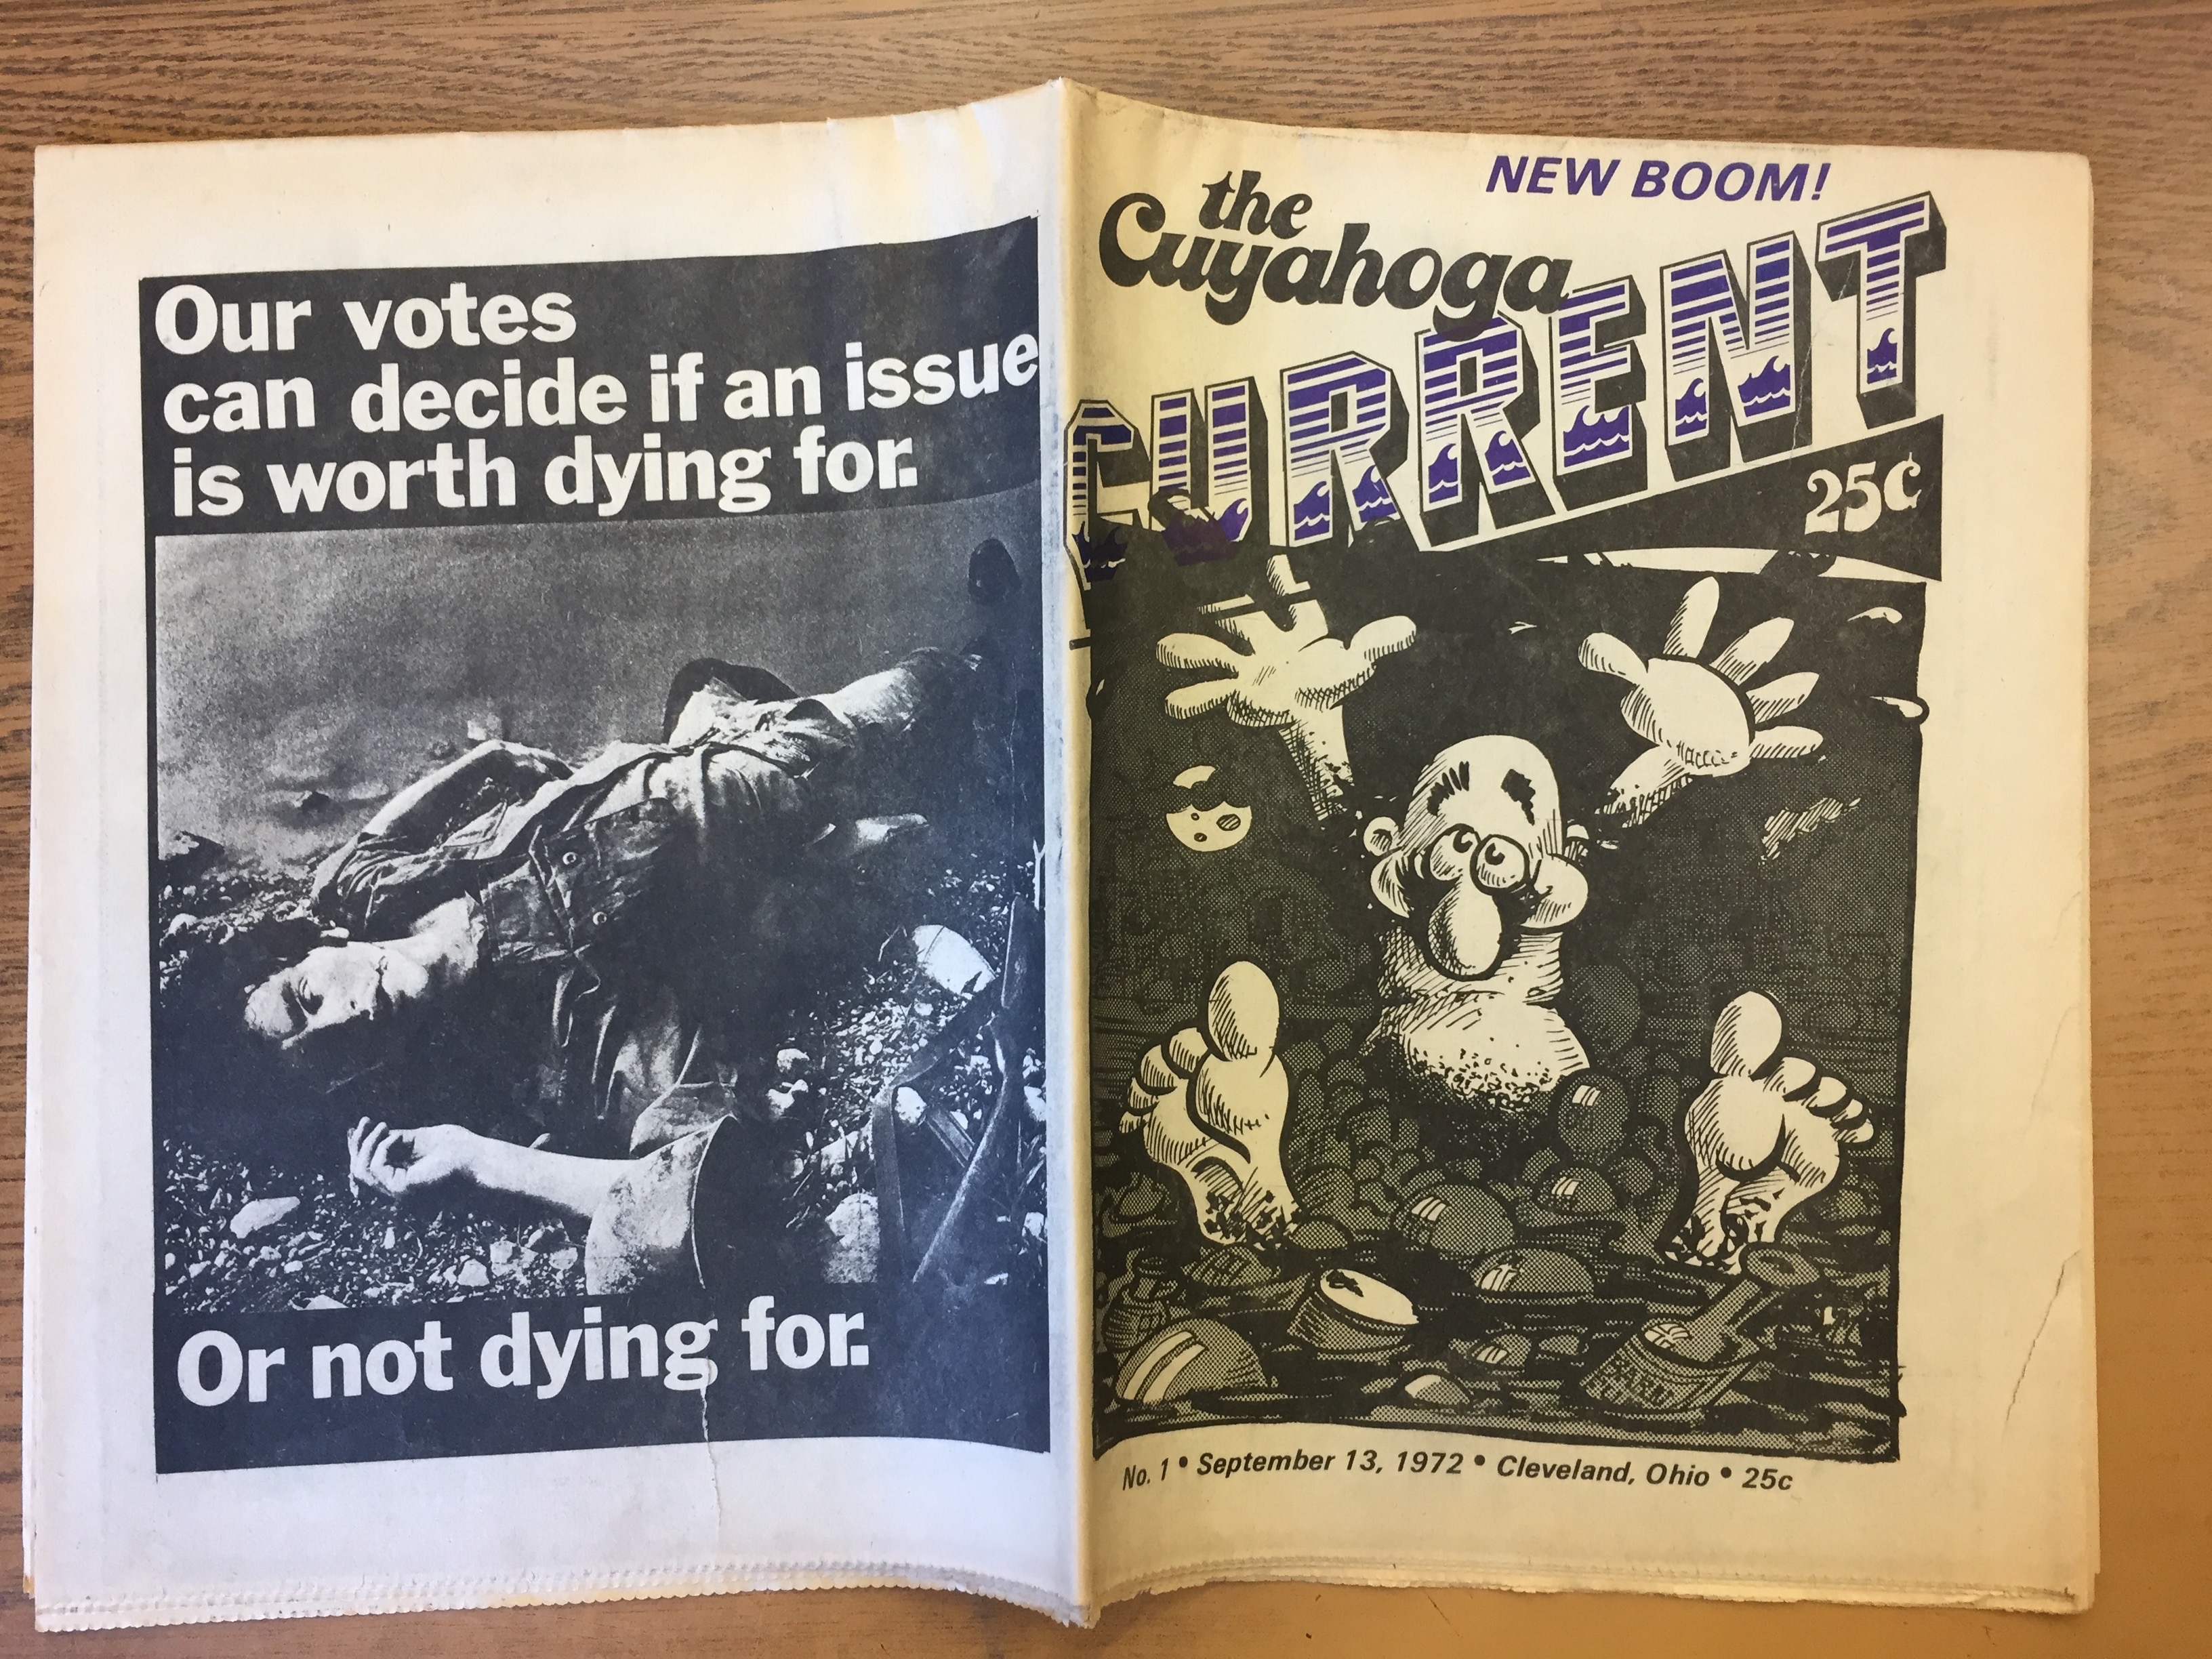 Our votes
can decide if an issue
is worth dying for.
Or not dying for.
NEW BOOM!
the
Cuyahoga
CURRENT
25¢
No. 1 • September 13, 1972 • Cleveland, Ohio • 25c